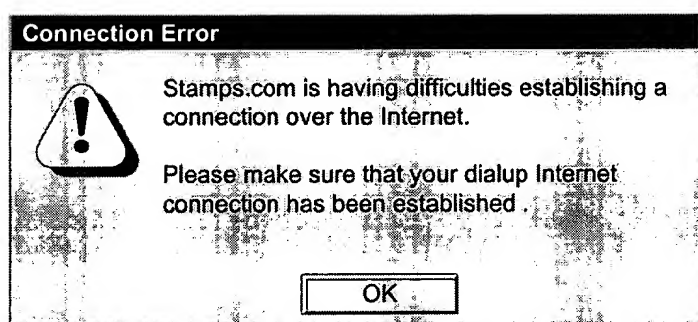 Connection Error
Stamps.com is having difficulties establishing a
connection over the Internet.
Please make sure that your dialup Internet
connection has been established .
OK